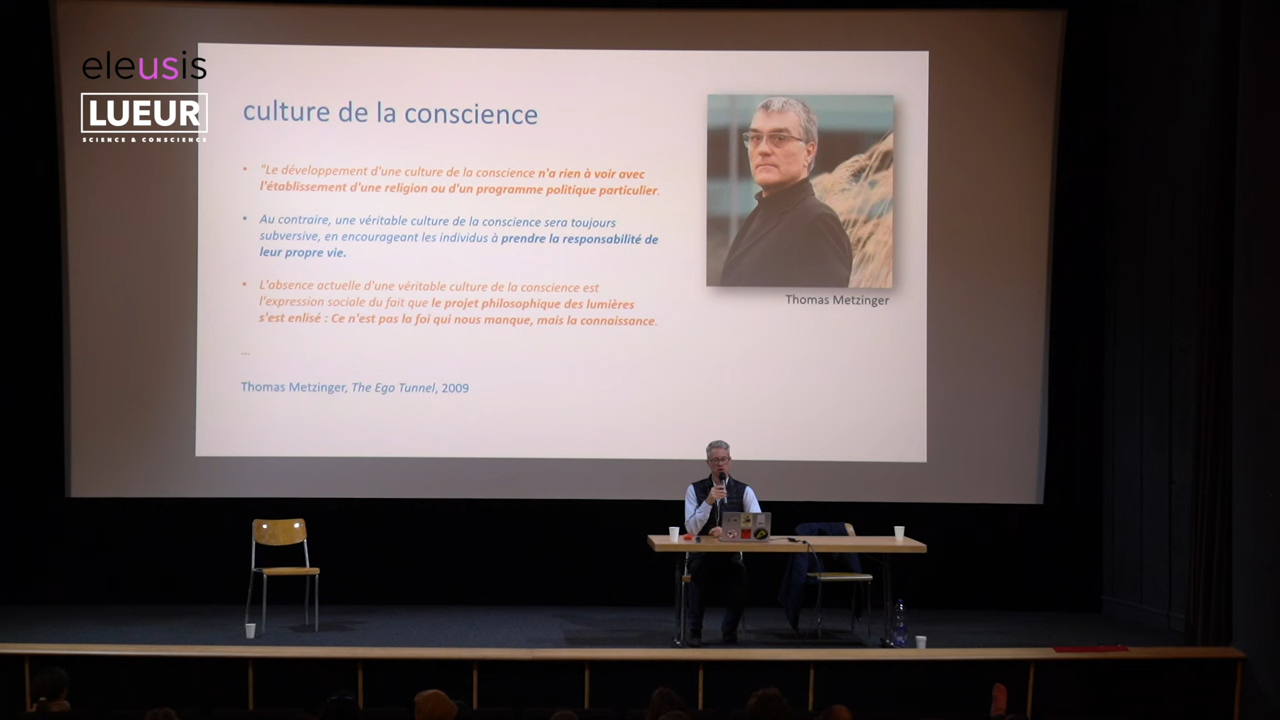 eleusis
LUEUR
SCIENCE & CONSCIENCE
culture de la conscience
• "Le développement d'une culture de la conscience n'a rien à voir avec
l'établissement d'une religion ou d'un programme politique particulier.
• Au contraire, une véritable culture de la conscience sera toujours
subversive, en encourageant les individus à prendre la responsabilité de
leur propre vie.
• L'absence actuelle d'une véritable culture de la conscience est
l'expression sociale du fait que le projet philosophique des lumières
s'est enlisé : Ce n'est pas la foi qui nous manque, mais la connaissance.
...
Thomas Metzinger, The Ego Tunnel, 2009
Thomas Metzinger